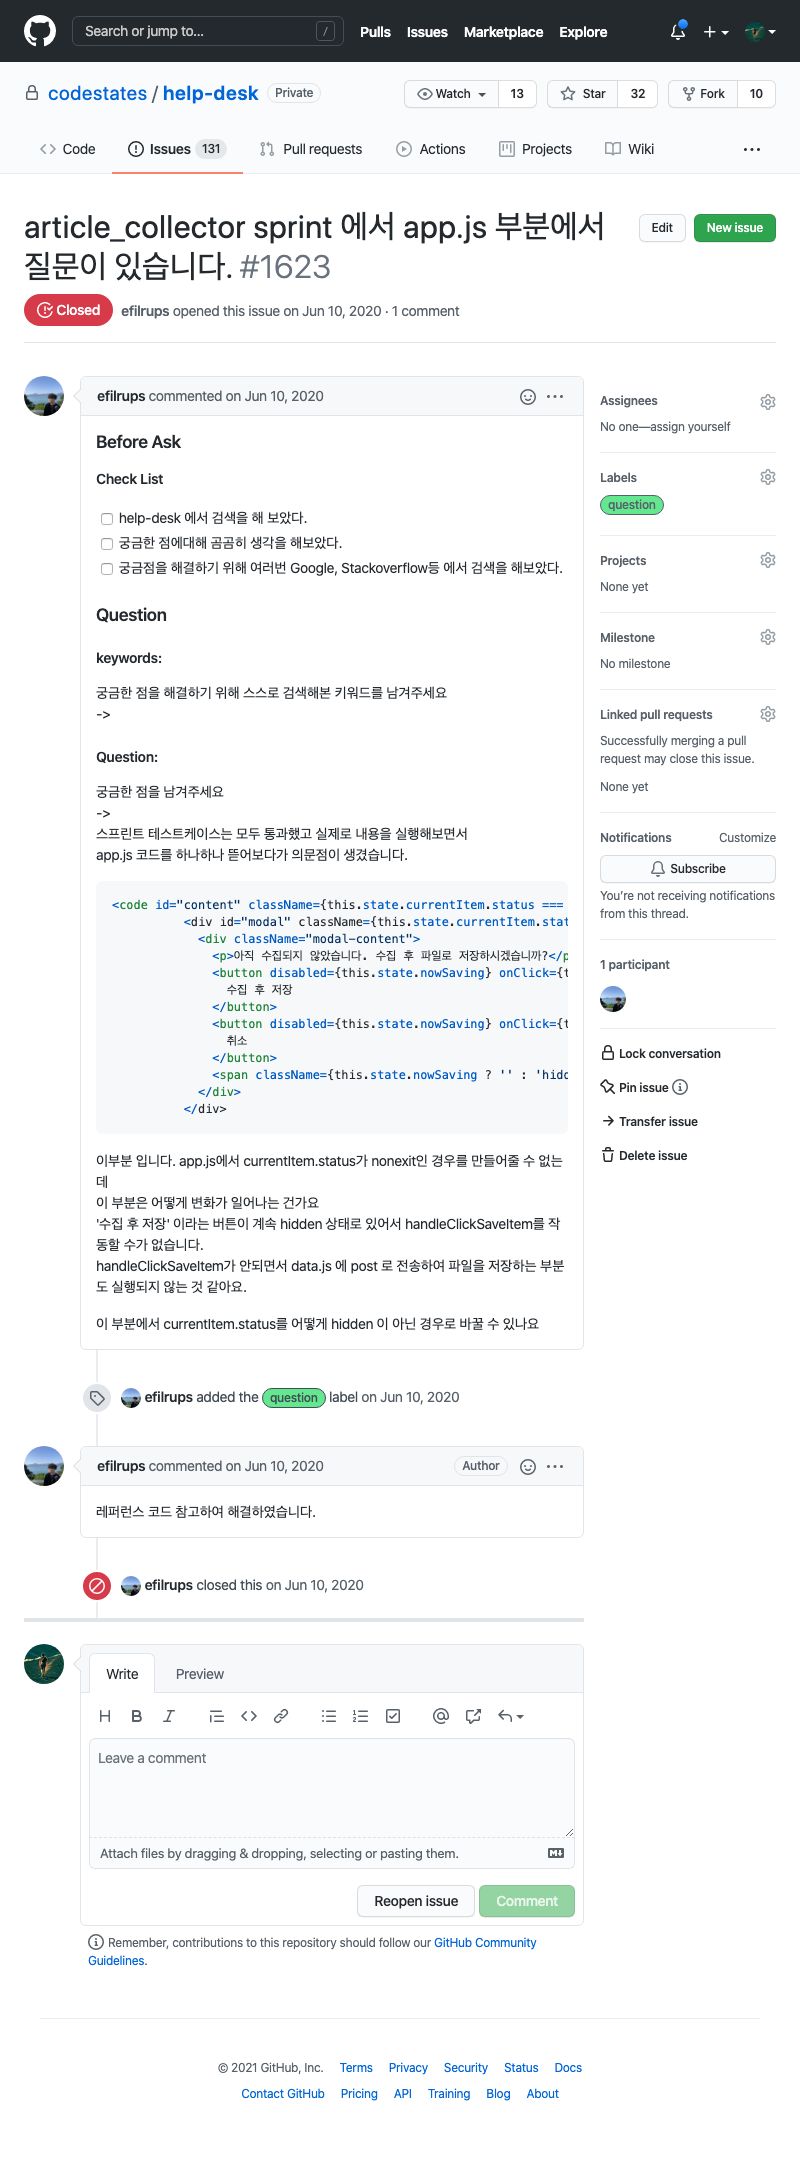 Search or jump to... /
Pulls Issues Marketplace Explore
codestates / help-desk Private
Watch 13 Star 32 Fork 10
Code Issues 131 Pull requests Actions Projects Wiki
article_collector sprint 에서 app.js 부분에서
질문이 있습니다. #1623
Edit New issue
Closed efilrups opened this issue on Jun 10, 2020 · 1 comment
efilrups commented on Jun 10, 2020
Before Ask
Check List
help-desk 에서 검색을 해 보았다.
궁금한 점에대해 곰곰히 생각을 해보았다.
궁금점을 해결하기 위해 여러번 Google, Stackoverflow등 에서 검색을 해보았다.
Question
keywords:
궁금한 점을 해결하기 위해 스스로 검색해본 키워드를 남겨주세요
->
Question:
궁금한 점을 남겨주세요
->
스프린트 테스트케이스는 모두 통과했고 실제로 내용을 실행해보면서
app.js 코드를 하나하나 뜯어보다가 의문점이 생겼습니다.
<code id="content" className={this.state.currentItem.status ===
<div id="modal" className={this.state.currentItem.stat
<div className="modal-content">
<p>아직 수집되지 않았습니다. 수집 후 파일로 저장하시겠습니까?</p
<button disabled={this.state.nowSaving} onClick={t
수집 후 저장
</button>
<button disabled={this.state.nowSaving} onClick={t
취소
</button>
<span className={this.state.nowSaving ? '' : 'hidd
</div>
</div>
이부분 입니다. app.js에서 currentItem.status가 nonexit인 경우를 만들어줄 수 없는
데
이 부분은 어떻게 변화가 일어나는 건가요
'수집 후 저장' 이라는 버튼이 계속 hidden 상태로 있어서 handleClickSaveItem를 작
동할 수가 없습니다.
handleClickSaveItem가 안되면서 data.js 에 post 로 전송하여 파일을 저장하는 부분
도 실행되지 않는 것 같아요.
이 부분에서 currentItem.status를 어떻게 hidden 이 아닌 경우로 바꿀 수 있나요
efilrups added the question label on Jun 10, 2020
efilrups commented on Jun 10, 2020 Author
레퍼런스 코드 참고하여 해결하였습니다.
efilrups closed this on Jun 10, 2020
Write Preview
Leave a comment
Attach files by dragging & dropping, selecting or pasting them.
Reopen issue Comment
Remember, contributions to this repository should follow our GitHub Community
Guidelines.
Assignees
No one—assign yourself
Labels
question
Projects
None yet
Milestone
No milestone
Linked pull requests
Successfully merging a pull
request may close this issue.
None yet
Notifications Customize
Subscribe
You're not receiving notifications
from this thread.
1 participant
Lock conversation
Pin issue
Transfer issue
Delete issue
© 2021 GitHub, Inc. Terms Privacy Security Status Docs
Contact GitHub Pricing API Training Blog About